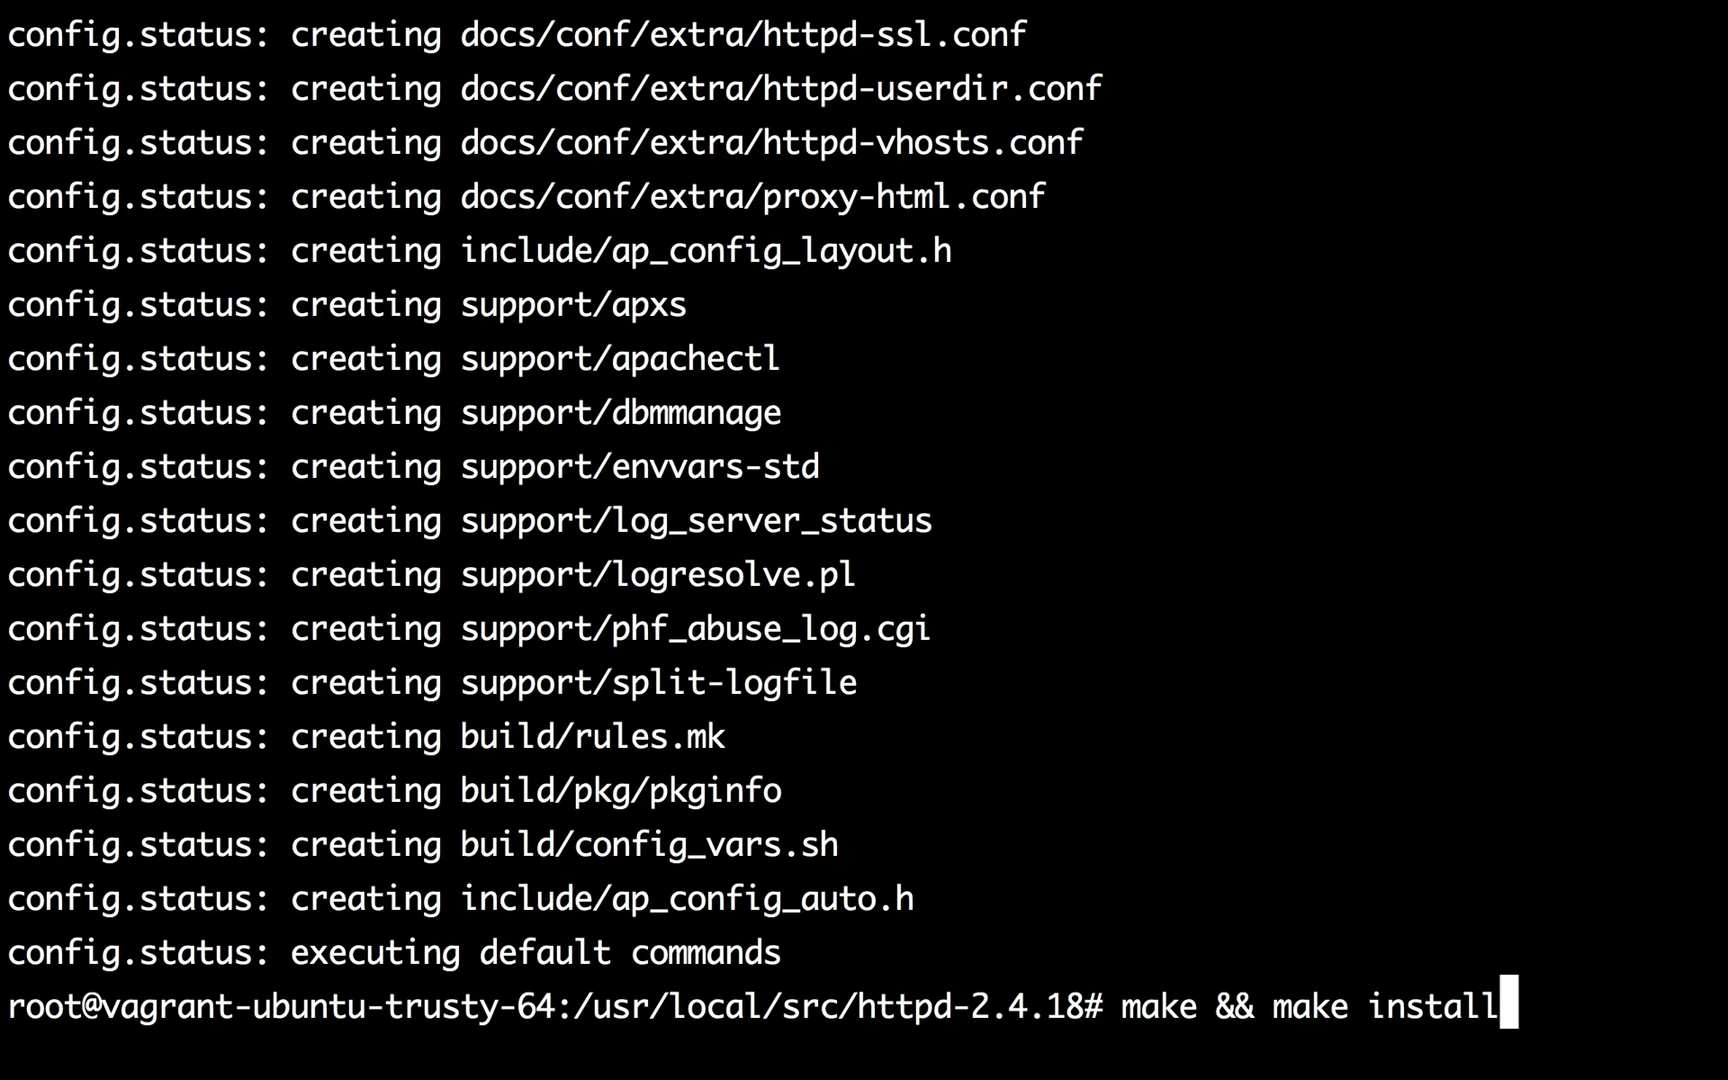 config.status: creating docs/conf/extra/httpd-ssl.conf
config.status: creating docs/conf/extra/httpd-userdir.conf
config.status: creating docs/conf/extra/httpd-vhosts.conf
config.status: creating docs/conf/extra/proxy-html.conf
config.status: creating include/ap_config_layout.h
config.status: creating support/apxs
config.status: creating support/apachectl
config.status: creating support/dbmmanage
config.status: creating support/envvars-std
config.status: creating support/log_server_status
config.status: creating support/logresolve.pl
config.status: creating support/phf_abuse_log.cgi
config.status: creating support/split-logfile
config.status: creating build/rules.mk
config.status: creating build/pkg/pkginfo
config.status: creating build/config_vars.sh
config.status: creating include/ap_config_auto.h
config.status: executing default commands
root@vagrant-ubuntu-trusty-64:/usr/local/src/httpd-2.4.18# make && make install